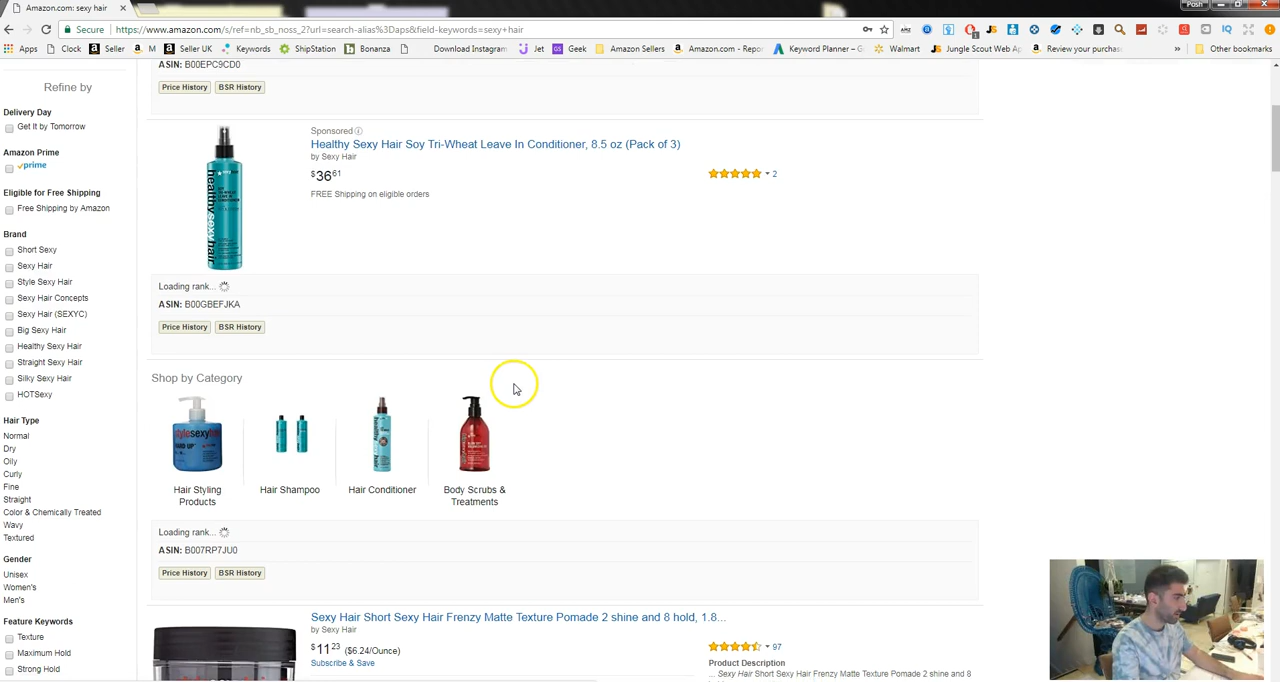 Amazon.com: sexy hair
Posh
Secure
https://www.amazon.com/s/ref=nb_sb_noss_2?url=search-alias%3Daps&field-keywords=sexy+hair
Apps
Clock
Seller
M
Seller UK
Keywords
ShipStation
Bonanza
Download Instagram
Jet
Geek
Amazon Sellers
Amazon.com - Repo
Keyword Planner – G
Walmart
Jungle Scout Web Ap
Review your purchas
»
Other bookmarks
Refine by
Delivery Day
Get It by Tomorrow
Amazon Prime
prime
Eligible for Free Shipping
Free Shipping by Amazon
Brand
Short Sexy
Sexy Hair
Style Sexy Hair
Sexy Hair Concepts
Sexy Hair (SEXYC)
Big Sexy Hair
Healthy Sexy Hair
Straight Sexy Hair
Silky Sexy Hair
HOTSexy
Hair Type
Normal
Dry
Oily
Curly
Fine
Straight
Color & Chemically Treated
Wavy
Textured
Gender
Unisex
Women's
Men's
Feature Keywords
Texture
Maximum Hold
Strong Hold
ASIN: B00EPC9CD0
Price History
BSR History
Sponsored
Healthy Sexy Hair Soy Tri-Wheat Leave In Conditioner, 8.5 oz (Pack of 3)
by Sexy Hair
$36 61
FREE Shipping on eligible orders
2
healthysexyhair
Loading rank...
ASIN: B00GBEFJKA
Price History
BSR History
Shop by Category
stylesexyhair
Hair Styling
Products
Hair Shampoo
Hair Conditioner
Body Scrubs &
Treatments
Loading rank...
ASIN: B007RP7JU0
Price History
BSR History
Sexy Hair Short Sexy Hair Frenzy Matte Texture Pomade 2 shine and 8 hold, 1.8...
by Sexy Hair
$11 23 ($6.24/Ounce)
Subscribe & Save
97
Product Description
... Sexy Hair Short Sexy Hair Frenzy Matte Texture Pomade 2 shine and 8